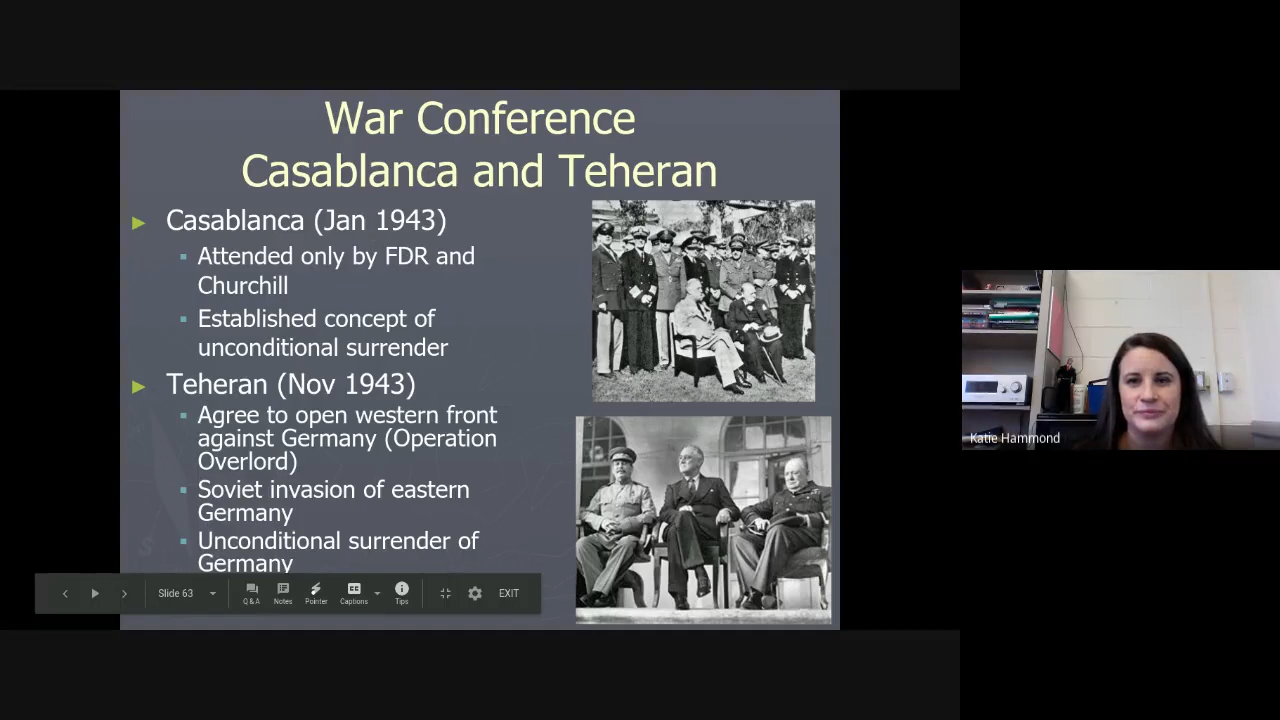 War Conference
Casablanca and Teheran
► Casablanca (Jan 1943)
▪ Attended only by FDR and
Churchill
▪ Established concept of
unconditional surrender
► Teheran (Nov 1943)
▪ Agree to open western front
against Germany (Operation
Overlord)
▪ Soviet invasion of eastern
Germany
▪ Unconditional surrender of
Germany
Slide 63
Q & A
Notes
Pointer
Captions
Tips
EXIT
Katie Hammond